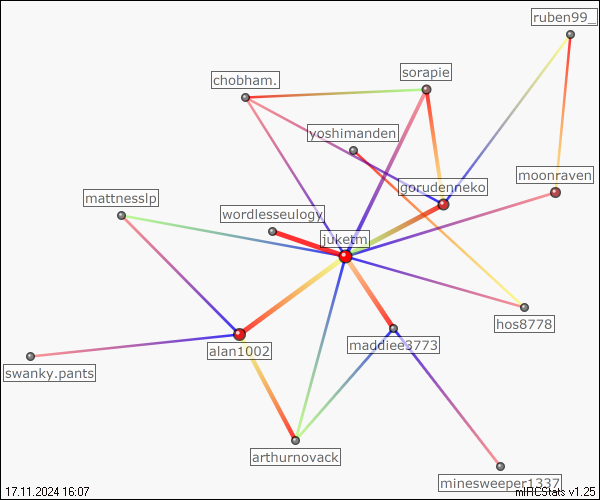 ruben99_
chobham.
sorapie
yoshimanden
moonraven
gorudenneko
mattnesslp
wordlesseulogy
juketm
hos8778
alan1002
maddiee3773
swanky.pants
arthurnovack
minesweeper1337
17.11.2024 16:07
mIRCStats v1.25